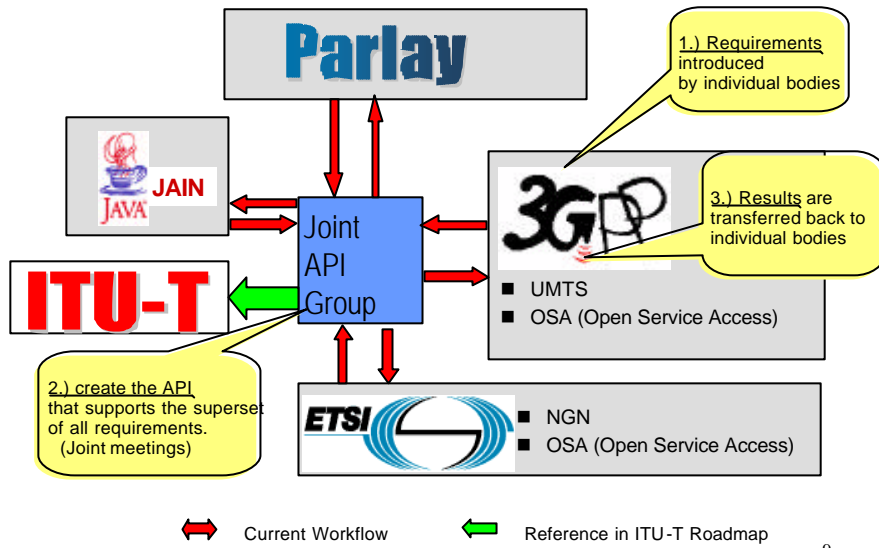 Parlay
1.) Requirements
introduced
by individual bodies
JAVA
JAIN
3GPP
3.) Results are
transferred back to
individual bodies
Joint
API
Group
ITU-T
■ UMTS
■ OSA (Open Service Access)
2.) create the API
that supports the superset
of all requirements.
(Joint meetings)
ETSI
■ NGN
■ OSA (Open Service Access)
Current Workflow
Reference in ITU-T Roadmap